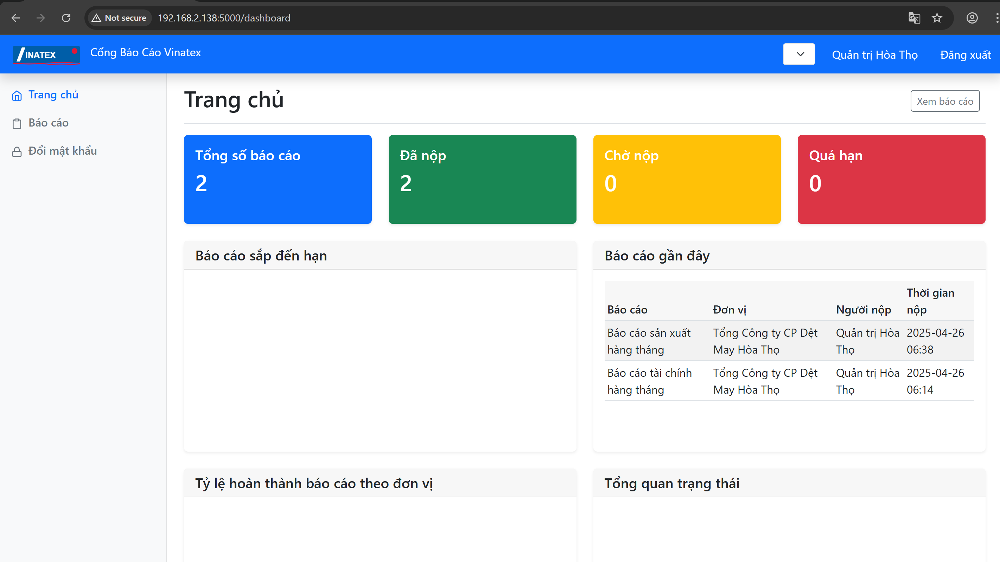 Not secure
192.168.2.138:5000/dashboard
VINATEX
Cổng Báo Cáo Vinatex
Quản trị Hòa Thọ
Đăng xuất
Trang chủ
Báo cáo
Đổi mật khẩu
Trang chủ
Xem báo cáo
Tổng số báo cáo
2
Đã nộp
2
Chờ nộp
0
Quá hạn
0
Báo cáo sắp đến hạn
Báo cáo gần đây
Báo cáo
Đơn vị
Người nộp
Thời gian
nộp
Báo cáo sản xuất
hàng tháng
Tổng Công ty CP Dệt
May Hòa Thọ
Quản trị Hòa
Thọ
2025-04-26
06:38
Báo cáo tài chính
hàng tháng
Tổng Công ty CP Dệt
May Hòa Thọ
Quản trị Hòa
Thọ
2025-04-26
06:14
Tỷ lệ hoàn thành báo cáo theo đơn vị
Tổng quan trạng thái